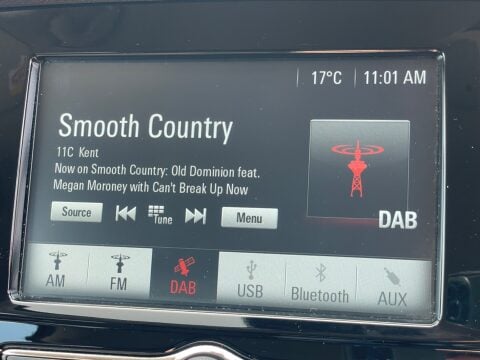 17°C 11:01 AM
Smooth Country
11C Kent
Now on Smooth Country: Old Dominion feat.
Megan Moroney with Can't Break Up Now
Source Tune Menu
DAB
AM FM DAB USB Bluetooth AUX